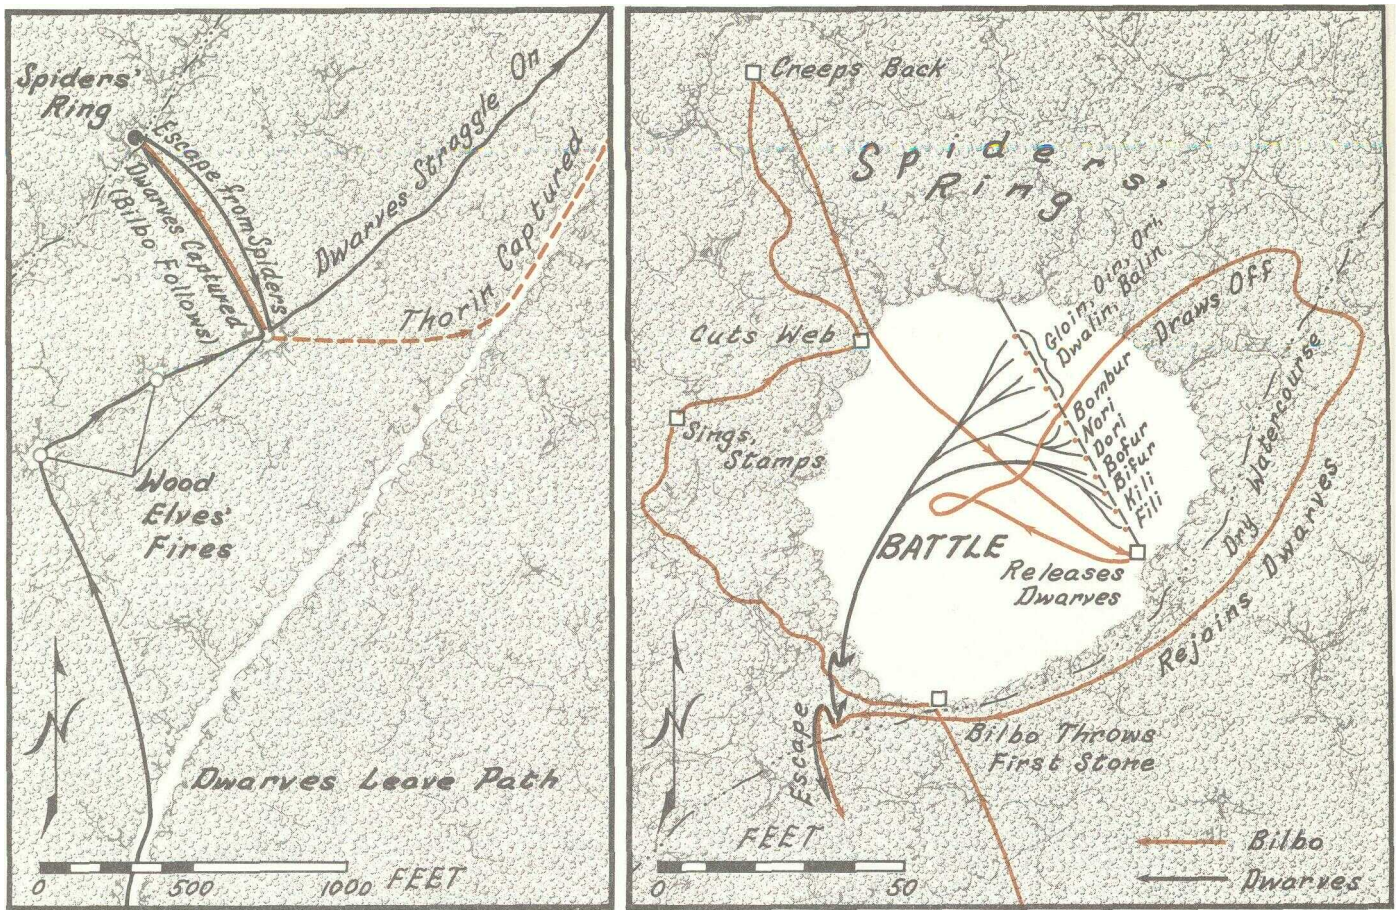 Spiders'
Ring
Escape from Spiders
Dwarves Captured
(Bilbo
Follows)
Dwarves Straggle On
Thorin Captured
Wood
Elves'
Fires
N
Dwarves Leave Path
0 500 1000 FEET
Creeps Back
Spiders'
Ring
Cuts Web
Sings,
Stamps
Gloin, Oin, Ori,
Dwalin, Balin
Bombur
Nori
Dori
Bofur
Bifur
Kili
Fili
Draws Off
Dry Watercourse
Rejoins Dwarves
BATTLE
Releases
Dwarves
Bilbo Throws
First Stone
Escape
N
FEET
0 50
Bilbo
Dwarves